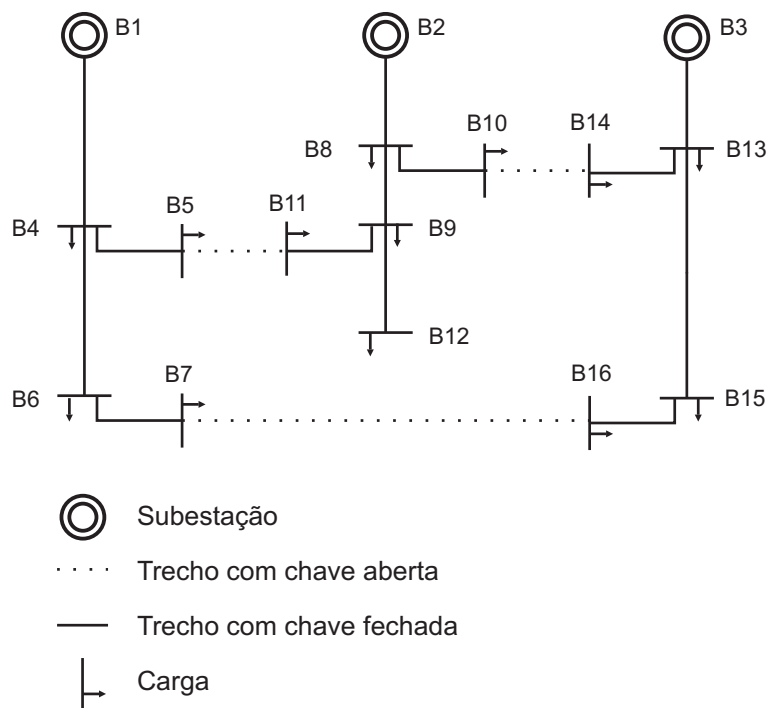 B1
B2
B3
B8
B10
B14
B13
B4
B5
B11
B9
B12
B6
B7
B16
B15
Subestação
Trecho com chave aberta
Trecho com chave fechada
Carga